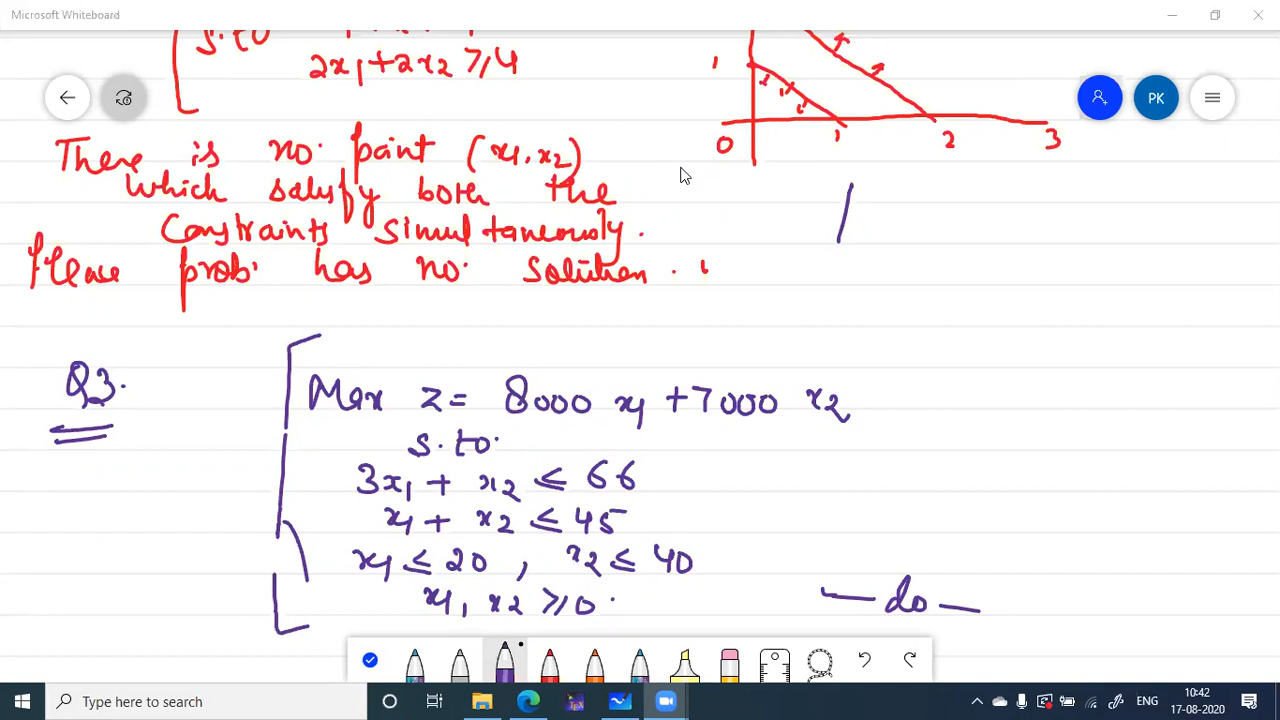 Microsoft Whiteboard
s.to
2x1+2x2 ≥ 4
1
0 1 2 3
PK
There is no. point (x1, x2)
which satisfy both the
Constraints simultaneously.
prob. has no. solution.
Q3.
Max z = 8000 x1 + 7000 x2
s.to.
3x1 + x2 ≤ 66
x1 + x2 ≤ 45
x1 ≤ 20, x2 ≤ 40
x1, x2 ≥ 0.
— do —
Type here to search
ENG
10:42
17-08-2020